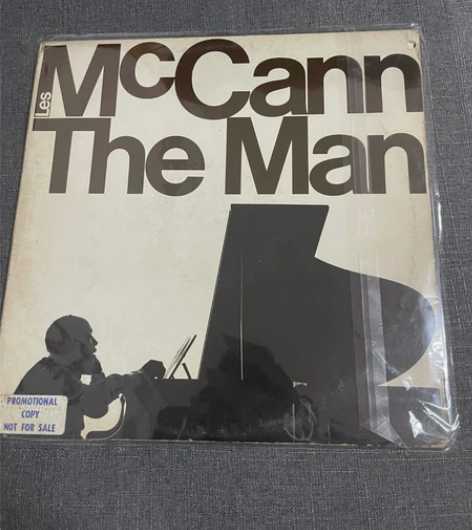 Les
McCann
The Man
PROMOTIONAL
COPY
NOT FOR SALE